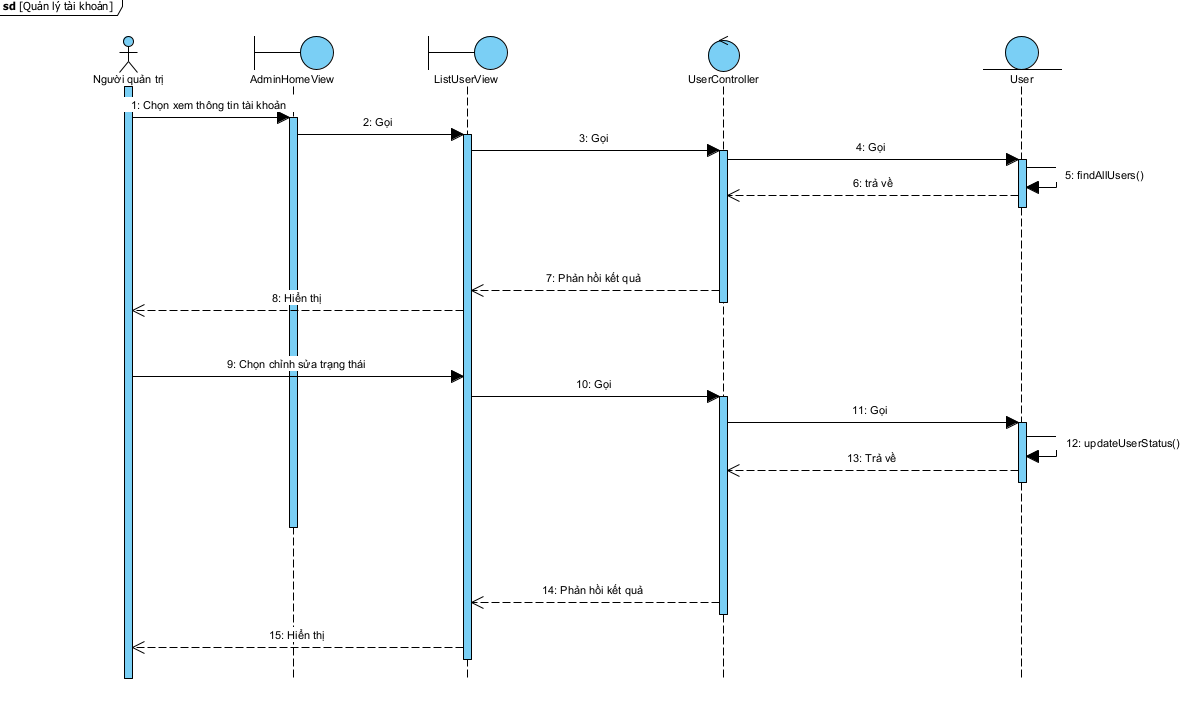 sd [Quản lý tài khoản]
Người quản trị
AdminHomeView
ListUserView
UserController
User
1: Chọn xem thông tin tài khoản
2: Gọi
3: Gọi
4: Gọi
5: findAllUsers()
6: trả về
7: Phản hồi kết quả
8: Hiển thị
9: Chọn chỉnh sửa trạng thái
10: Gọi
11: Gọi
12: updateUserStatus()
13: Trả về
14: Phản hồi kết quả
15: Hiển thị